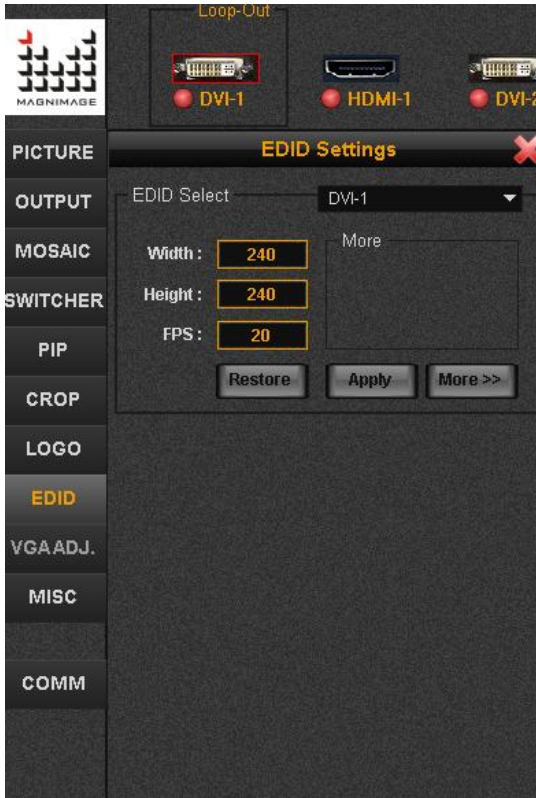 Loop-Out
MAGNIMAGE
DVI-1
HDMI-1
DVI-2
PICTURE
EDID Settings
OUTPUT
EDID Select
DVI-1
MOSAIC
Width :
240
More
SWITCHER
Height :
240
PIP
FPS :
20
Restore
Apply
More >>
CROP
LOGO
EDID
VGA ADJ.
MISC
COMM